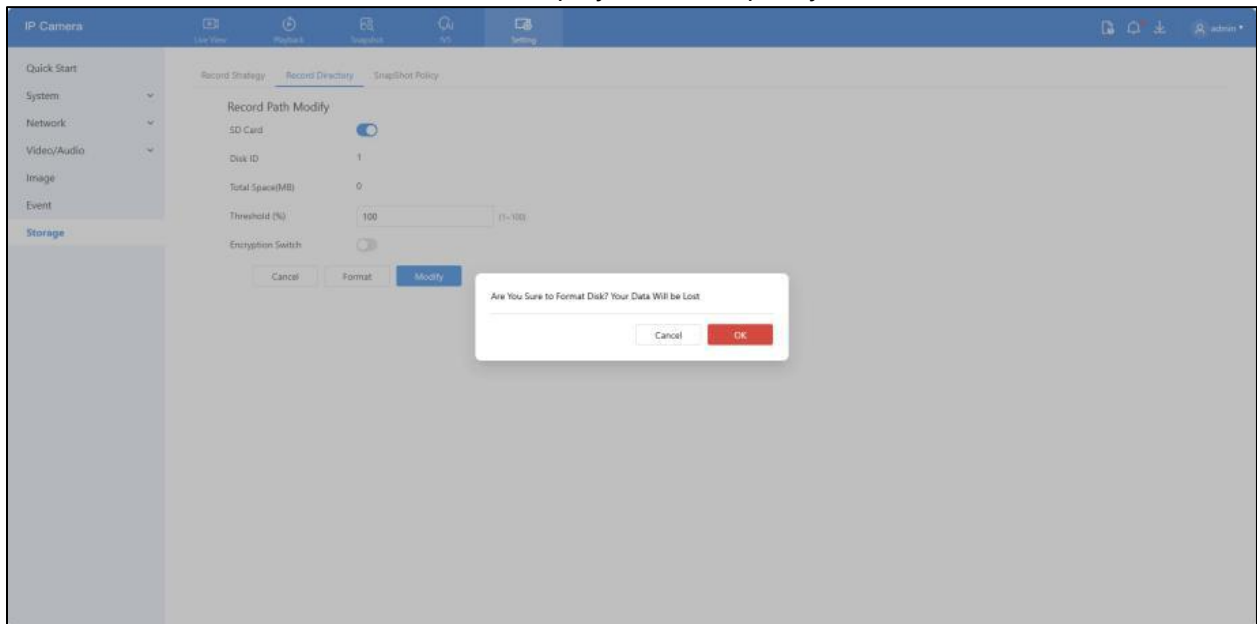 IP Camera
Live View Playback Snapshot IVS Setting
admin
Quick Start
System
Network
Video/Audio
Image
Event
Storage
Record Strategy Record Directory SnapShot Policy
Record Path Modify
SD Card
Disk ID 1
Total Space(MB) 0
Threshold (%) 100 (1~100)
Encryption Switch
Cancel Format Modify
Are You Sure to Format Disk? Your Data Will be Lost
Cancel OK